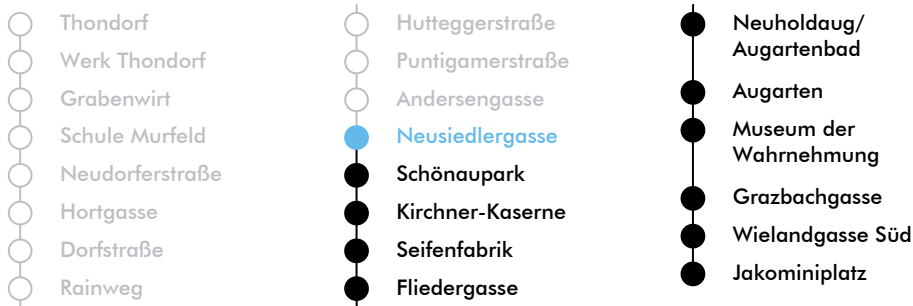 Thondorf
Werk Thondorf
Grabenwirt
Schule Murfeld
Neudorferstraße
Hortgasse
Dorfstraße
Rainweg
Hutteggerstraße
Puntigamerstraße
Andersengasse
Neusiedlergasse
Schönaupark
Kirchner-Kaserne
Seifenfabrik
Fliedergasse
Neuholdaug/
Augartenbad
Augarten
Museum der
Wahrnehmung
Grazbachgasse
Wielandgasse Süd
Jakominiplatz